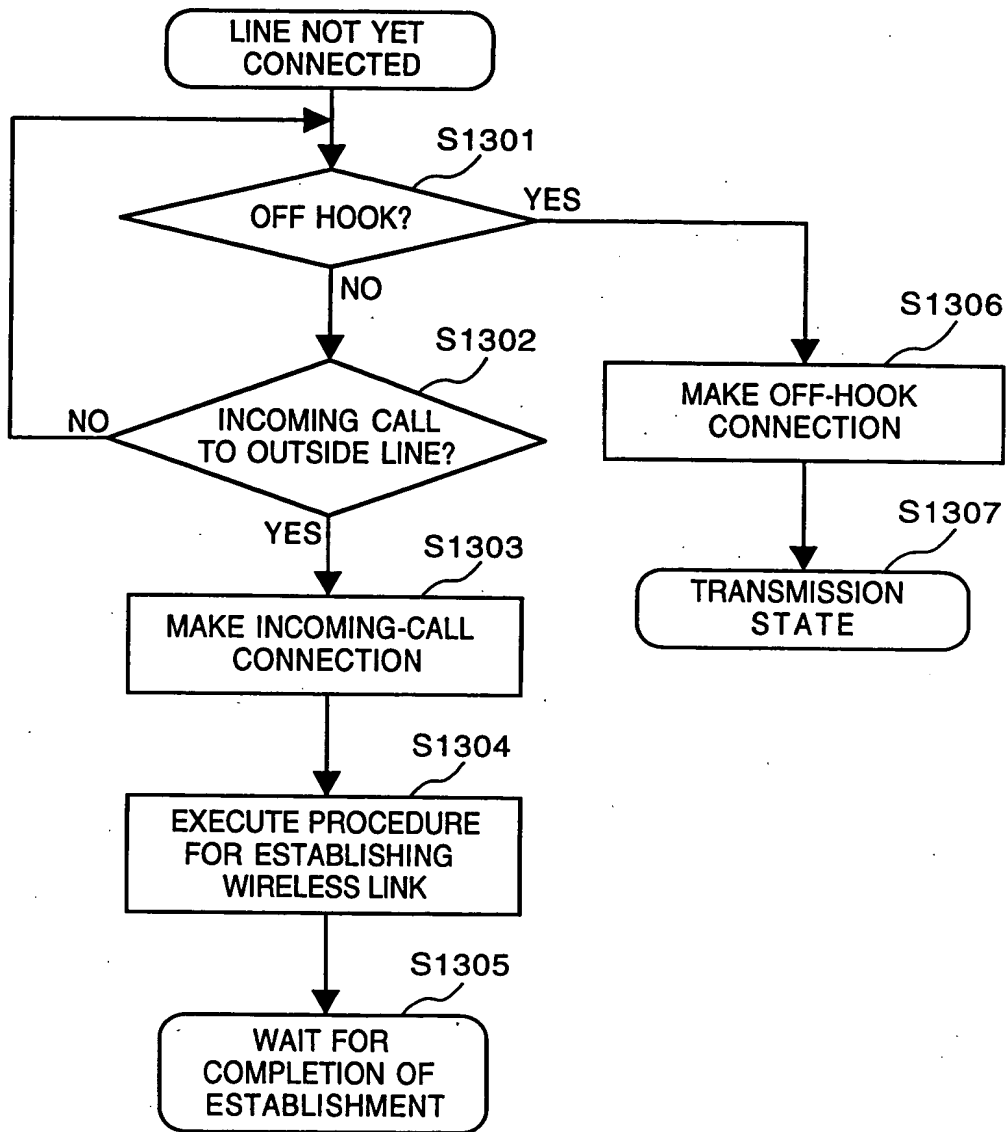 LINE NOT YET
CONNECTED
S1301
OFF HOOK?
YES
NO
S1302
INCOMING CALL
TO OUTSIDE LINE?
NO
YES
S1306
MAKE OFF-HOOK
CONNECTION
S1307
TRANSMISSION
STATE
S1303
MAKE INCOMING-CALL
CONNECTION
S1304
EXECUTE PROCEDURE
FOR ESTABLISHING
WIRELESS LINK
S1305
WAIT FOR
COMPLETION OF
ESTABLISHMENT